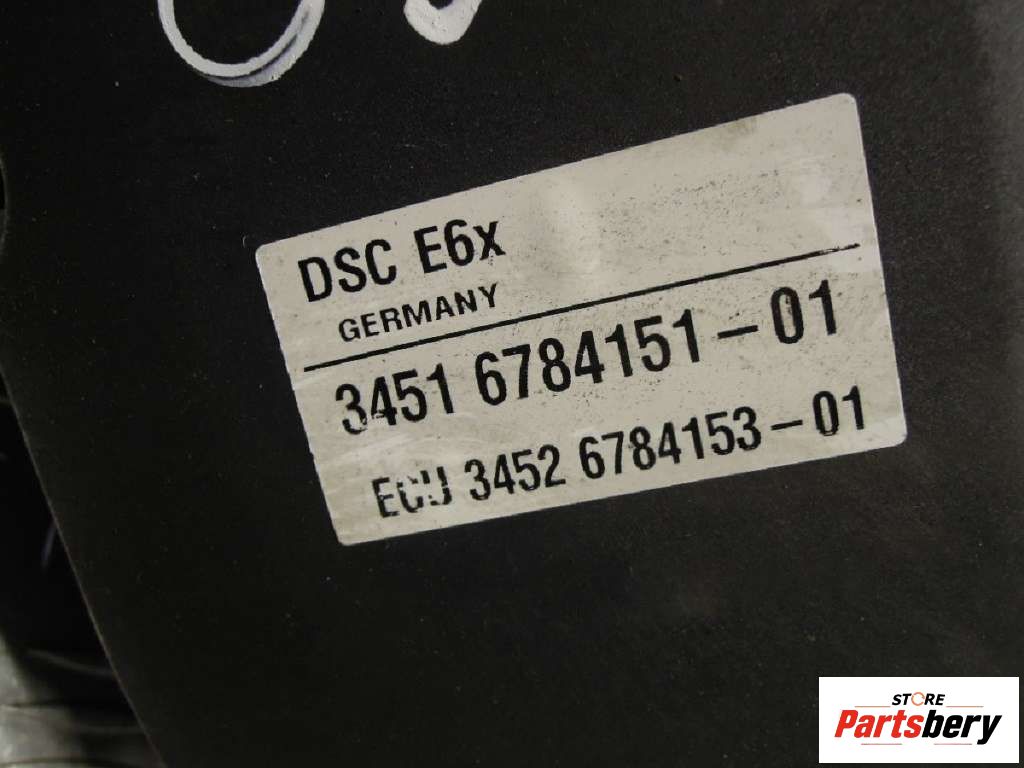 DSC E6x
GERMANY
3451 6784151-01
ECU 3452 6784153-01
STORE
Partsbery